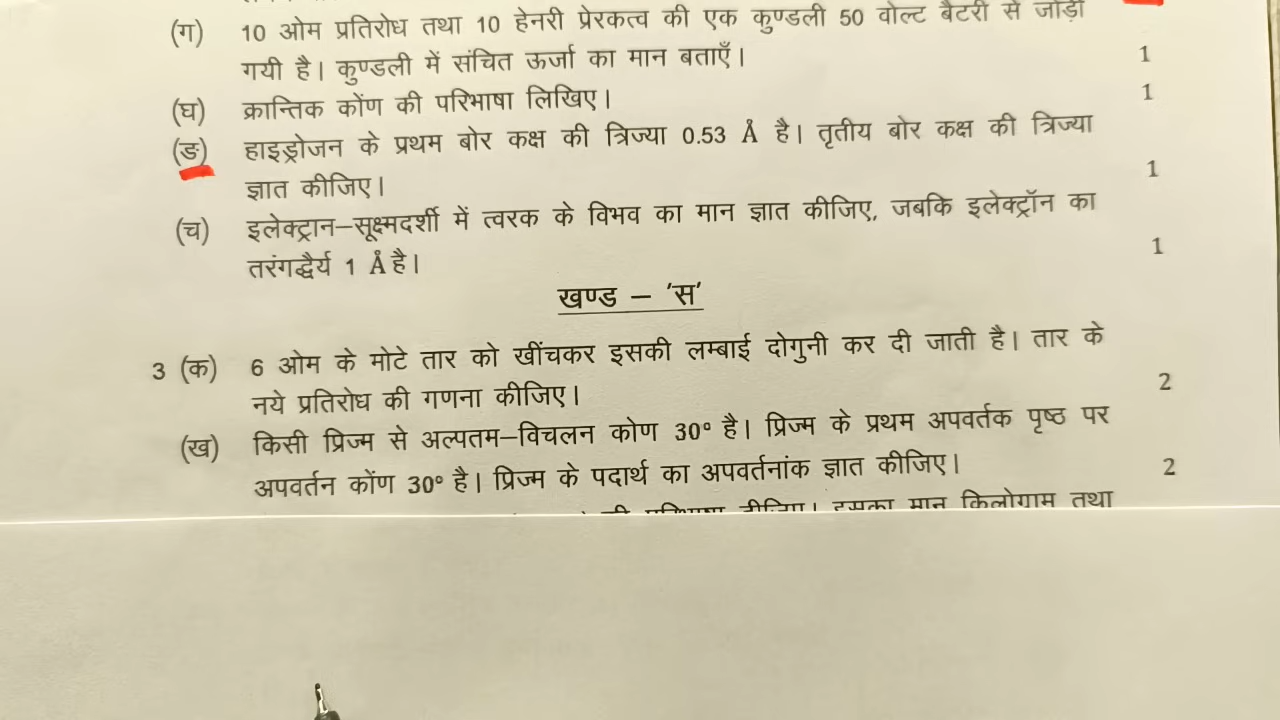 (ग) 10 ओम प्रतिरोध तथा 10 हेनरी प्रेरकत्व की एक कुण्डली 50 वोल्ट बैटरी से जोड़ी
गयी है। कुण्डली में संचित ऊर्जा का मान बताएँ। 1
(घ) क्रान्तिक कोंण की परिभाषा लिखिए। 1
(ङ) हाइड्रोजन के प्रथम बोर कक्ष की त्रिज्या 0.53 Å है। तृतीय बोर कक्ष की त्रिज्या
ज्ञात कीजिए। 1
(च) इलेक्ट्रान–सूक्ष्मदर्शी में त्वरक के विभव का मान ज्ञात कीजिए, जबकि इलेक्ट्रॉन का
तरंगद्धैर्य 1 Å है। 1
खण्ड – 'स'
3 (क) 6 ओम के मोटे तार को खींचकर इसकी लम्बाई दोगुनी कर दी जाती है। तार के
नये प्रतिरोध की गणना कीजिए। 2
(ख) किसी प्रिज्म से अल्पतम–विचलन कोण 30° है। प्रिज्म के प्रथम अपवर्तक पृष्ठ पर
अपवर्तन कोंण 30° है। प्रिज्म के पदार्थ का अपवर्तनांक ज्ञात कीजिए। 2
की परिभाषा दीजिए। इसका मान किलोग्राम तथा